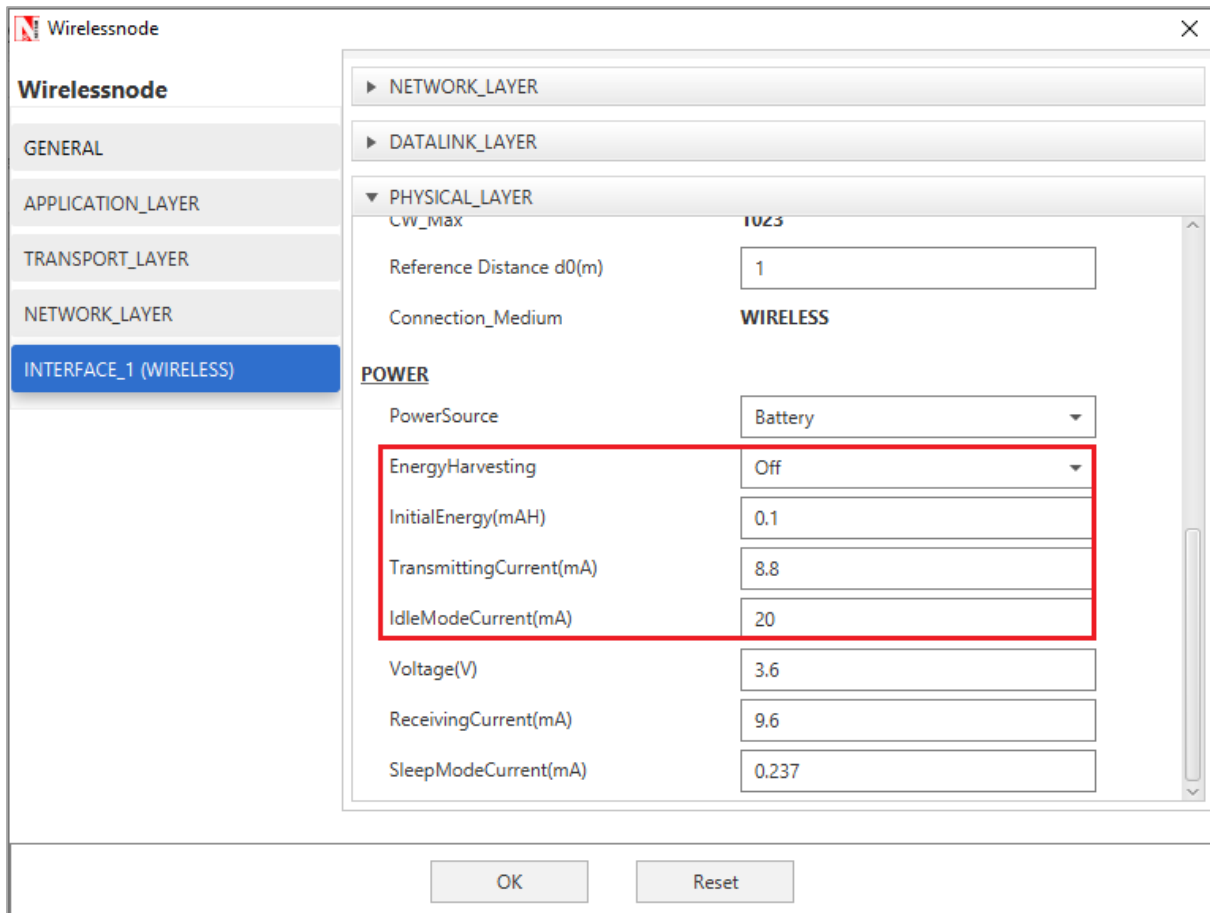 Wirelessnode
Wirelessnode
GENERAL
APPLICATION_LAYER
TRANSPORT_LAYER
NETWORK_LAYER
INTERFACE_1 (WIRELESS)
NETWORK_LAYER
DATALINK_LAYER
PHYSICAL_LAYER
CW_Max 1023
Reference Distance d0(m) 1
Connection_Medium WIRELESS
POWER
PowerSource Battery
EnergyHarvesting Off
InitialEnergy(mAH) 0.1
TransmittingCurrent(mA) 8.8
IdleModeCurrent(mA) 20
Voltage(V) 3.6
ReceivingCurrent(mA) 9.6
SleepModeCurrent(mA) 0.237
OK Reset